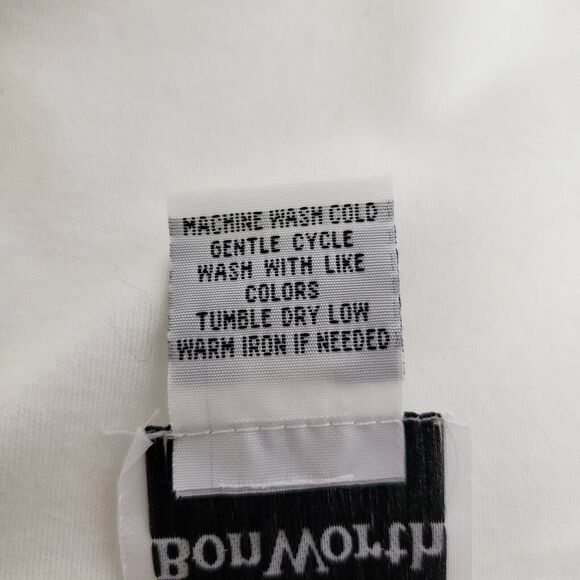 MACHINE WASH COLD
GENTLE CYCLE
WASH WITH LIKE
COLORS
TUMBLE DRY LOW
WARM IRON IF NEEDED
BonWorth